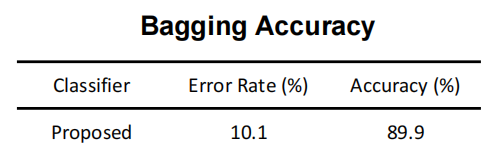 Bagging Accuracy
Classifier Error Rate (%) Accuracy (%)
Proposed 10.1 89.9